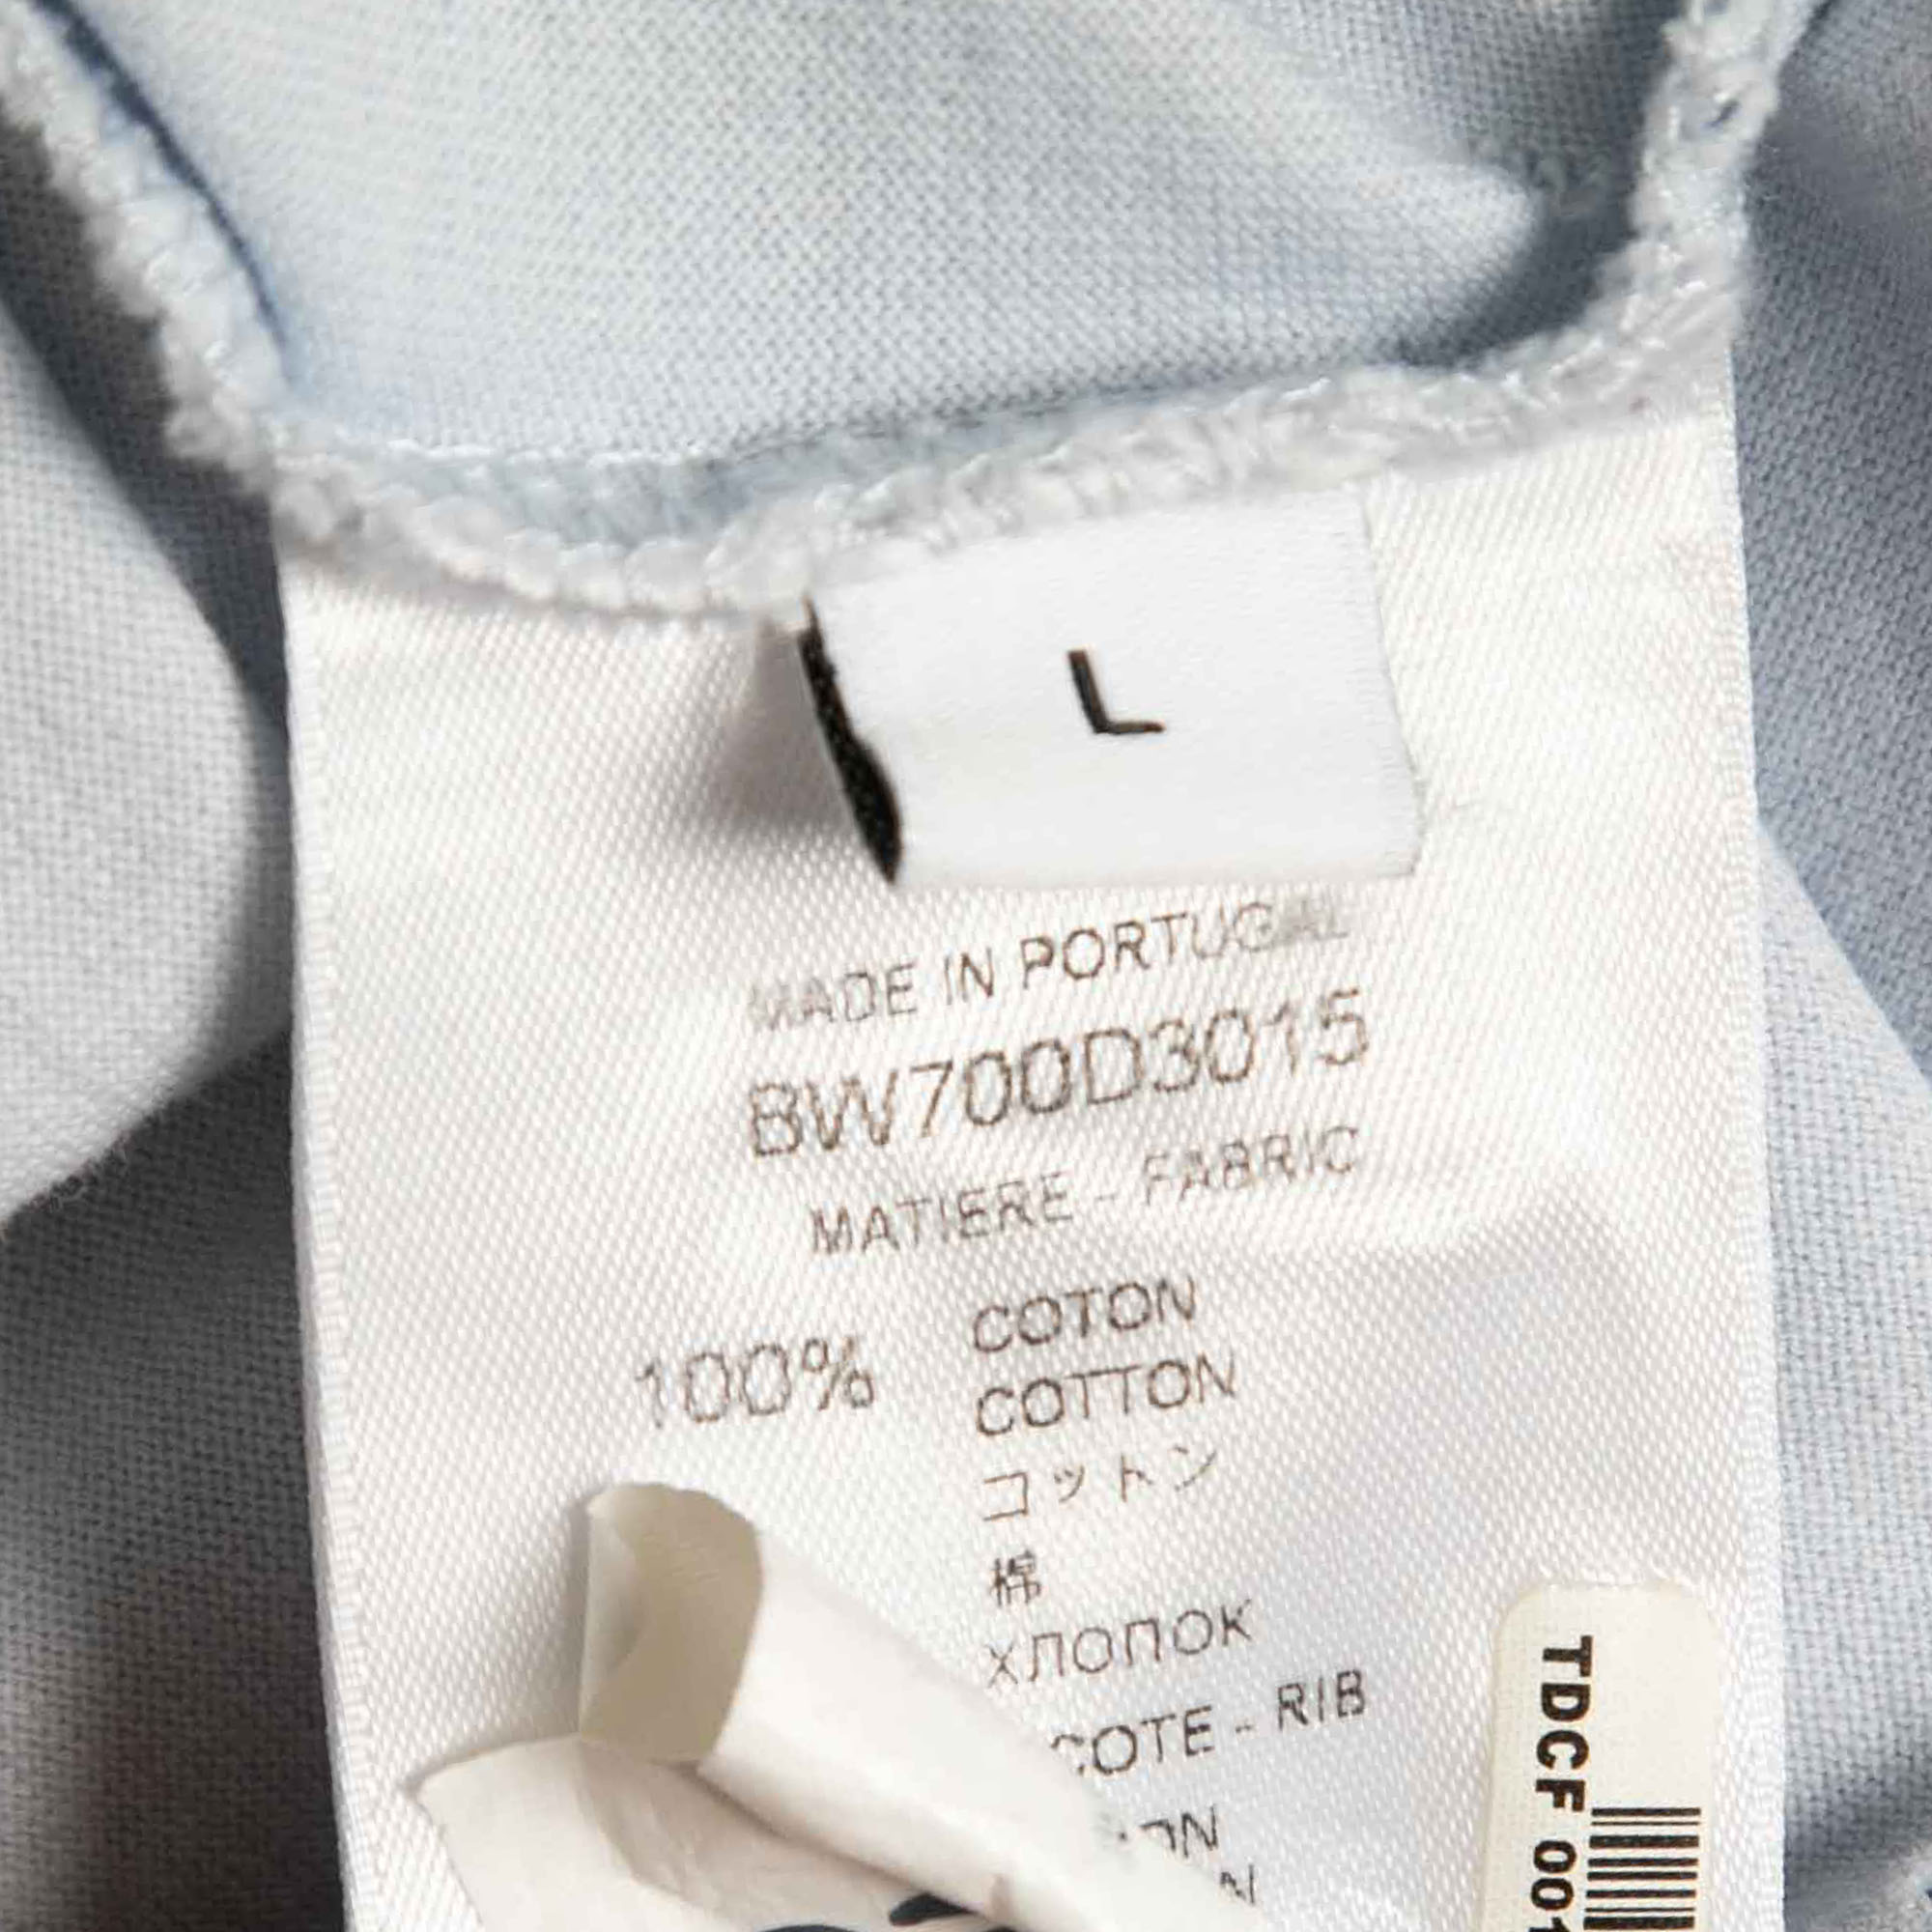 L
MADE IN PORTUGAL
BW700D3015
MATIERE - FABRIC
100%
COTON
COTTON
コットン
棉
ХЛОПОК
COTE - RIB
TDCF 001